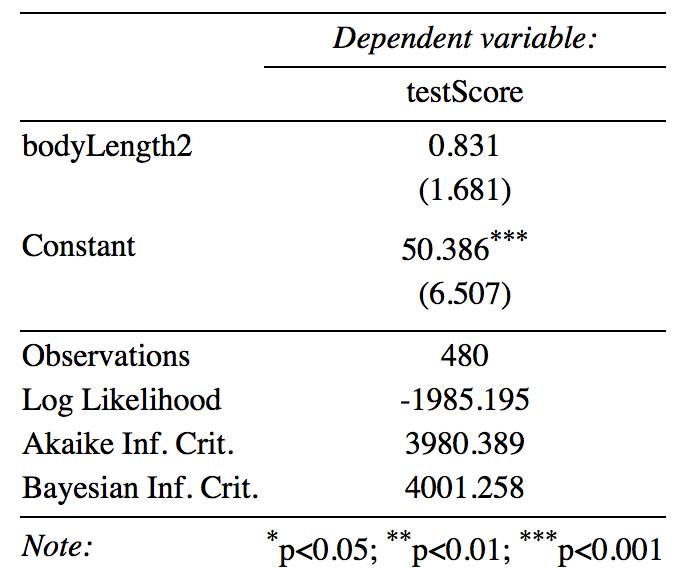 Dependent variable:
testScore
bodyLength2 0.831
(1.681)
Constant 50.386***
(6.507)
Observations 480
Log Likelihood -1985.195
Akaike Inf. Crit. 3980.389
Bayesian Inf. Crit. 4001.258
Note: *p<0.05; **p<0.01; ***p<0.001